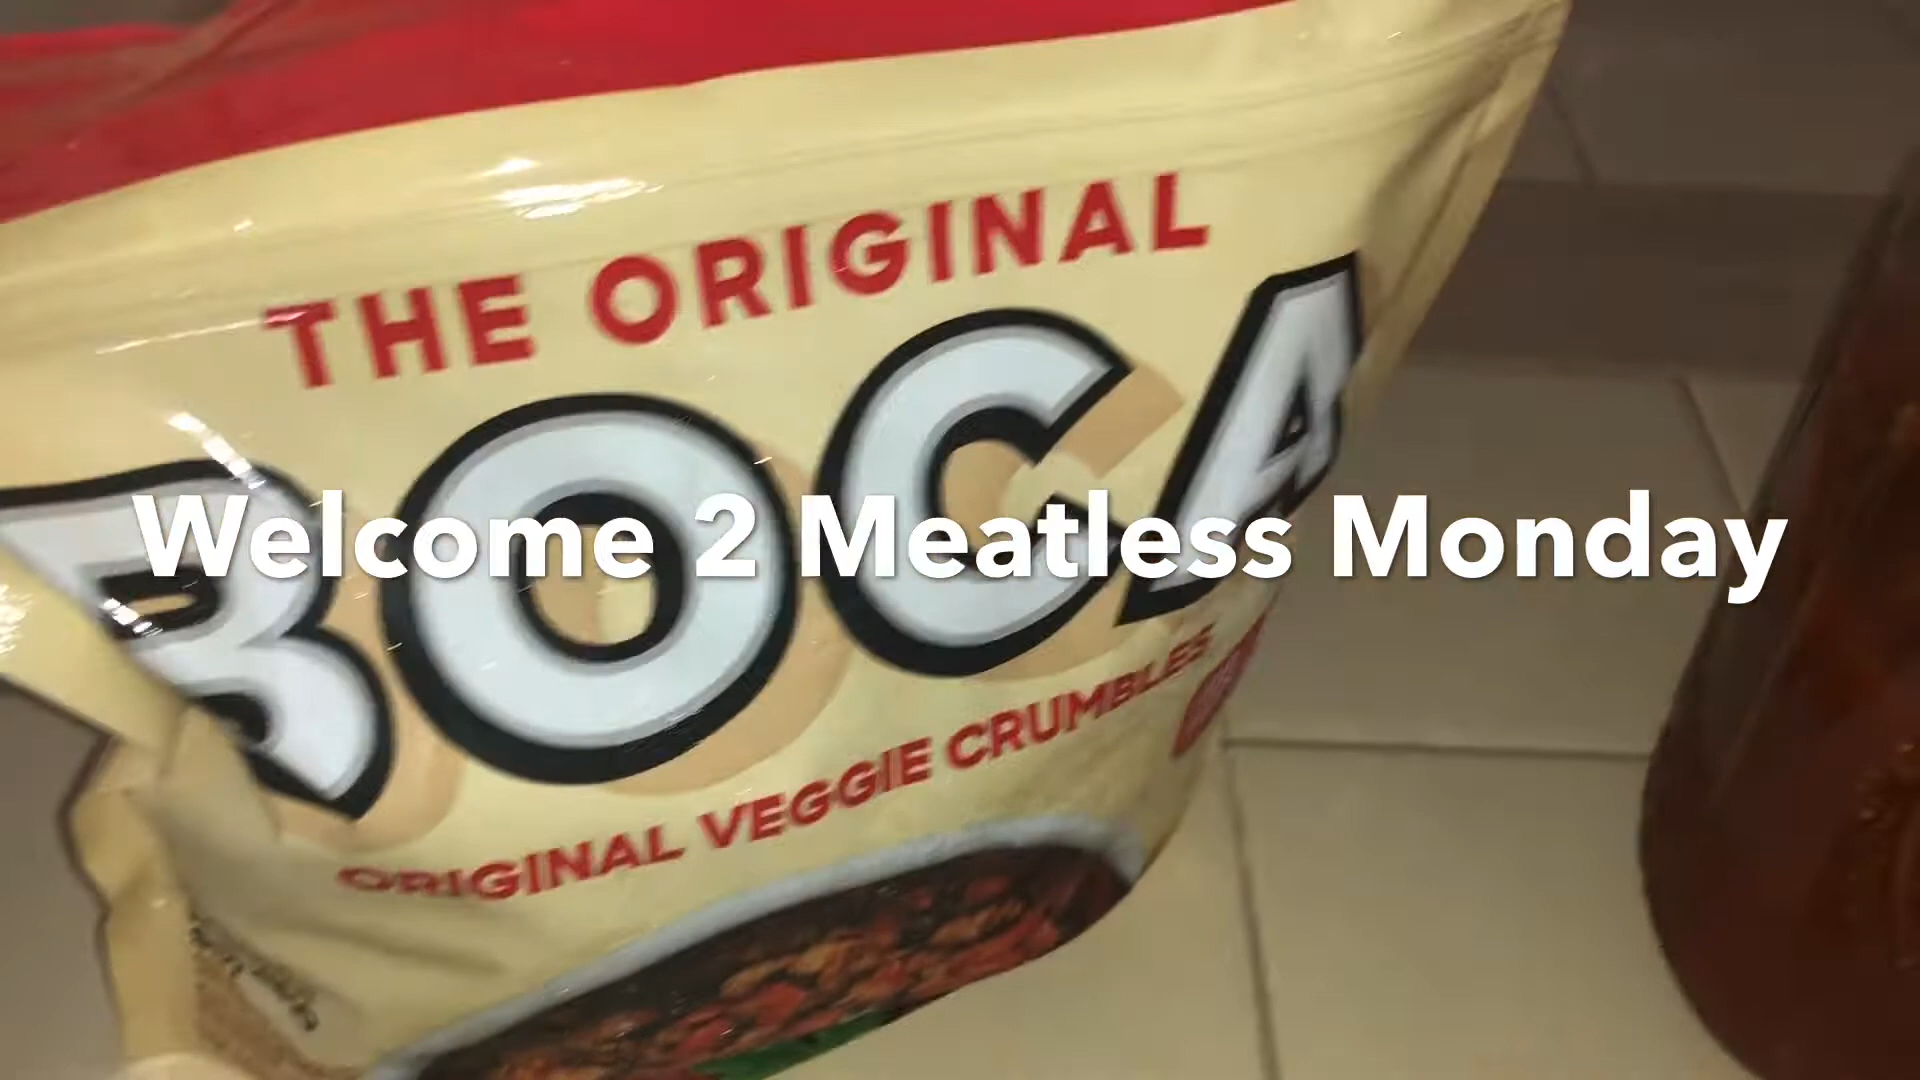 THE ORIGINAL
BOCA
Welcome 2 Meatless Monday
ORIGINAL VEGGIE CRUMBLES